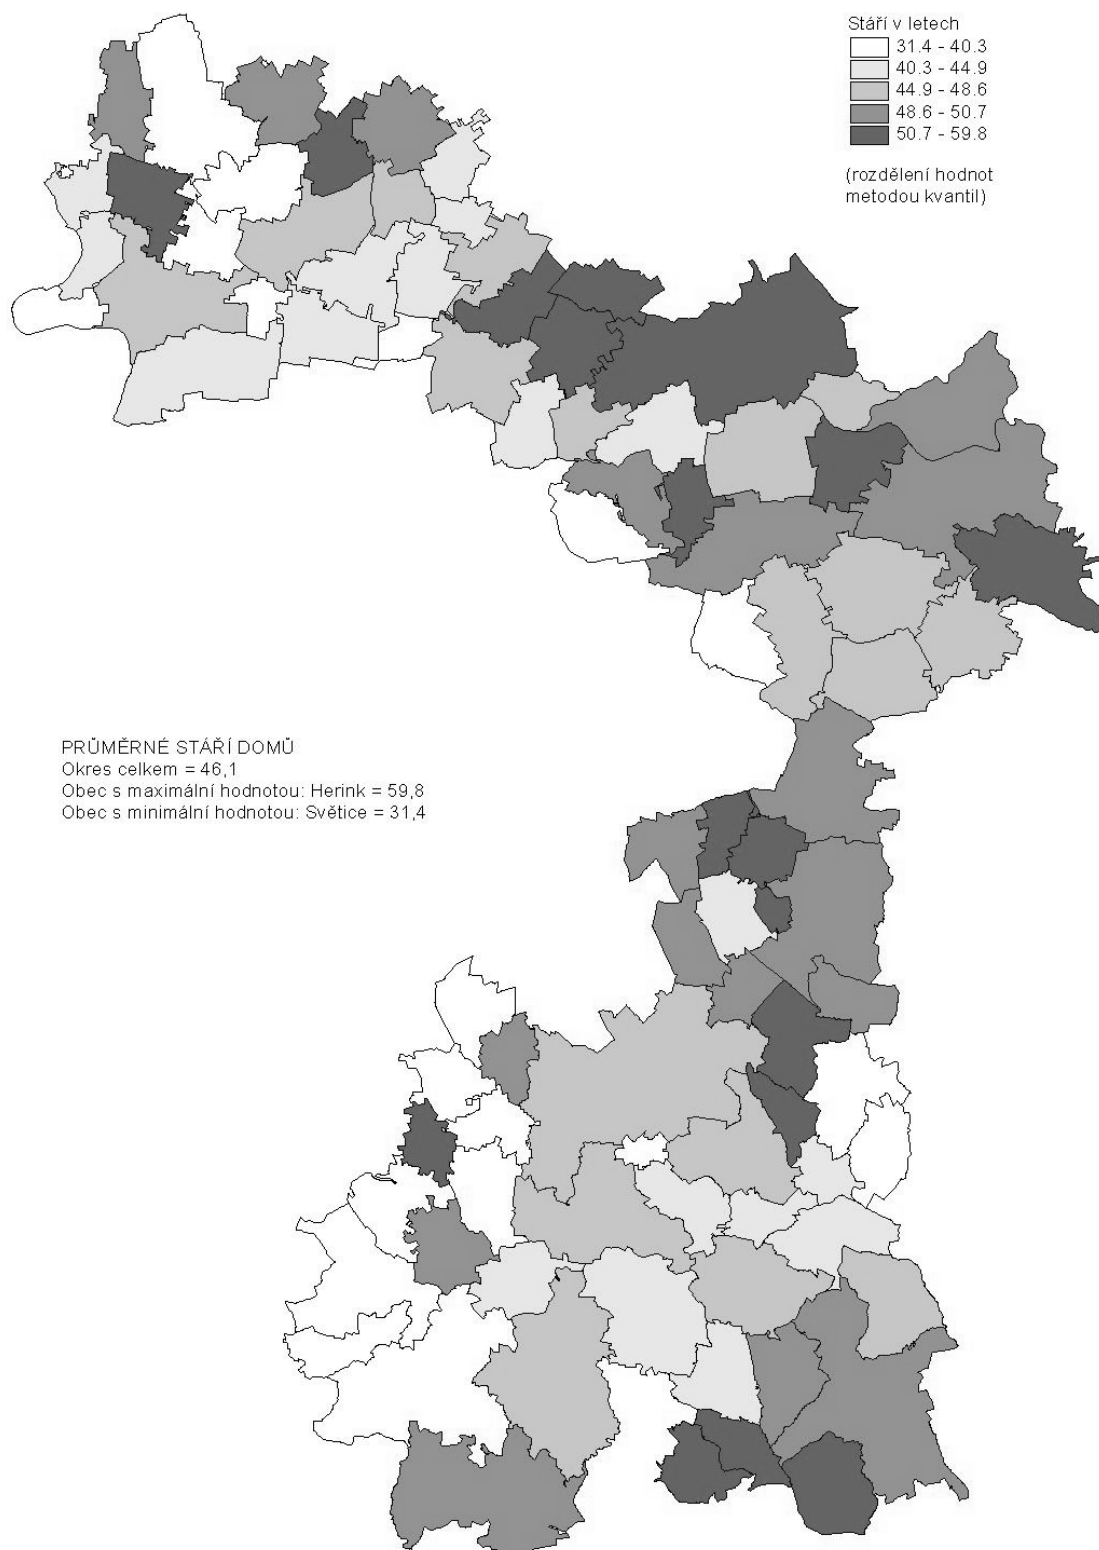 Stáří v letech
31.4 - 40.3
40.3 - 44.9
44.9 - 48.6
48.6 - 50.7
50.7 - 59.8
(rozdělení hodnot
metodou kvantil)
PRŮMĚRNÉ STÁŘÍ DOMŮ
Okres celkem = 46,1
Obec s maximální hodnotou: Herink = 59,8
Obec s minimální hodnotou: Světice = 31,4